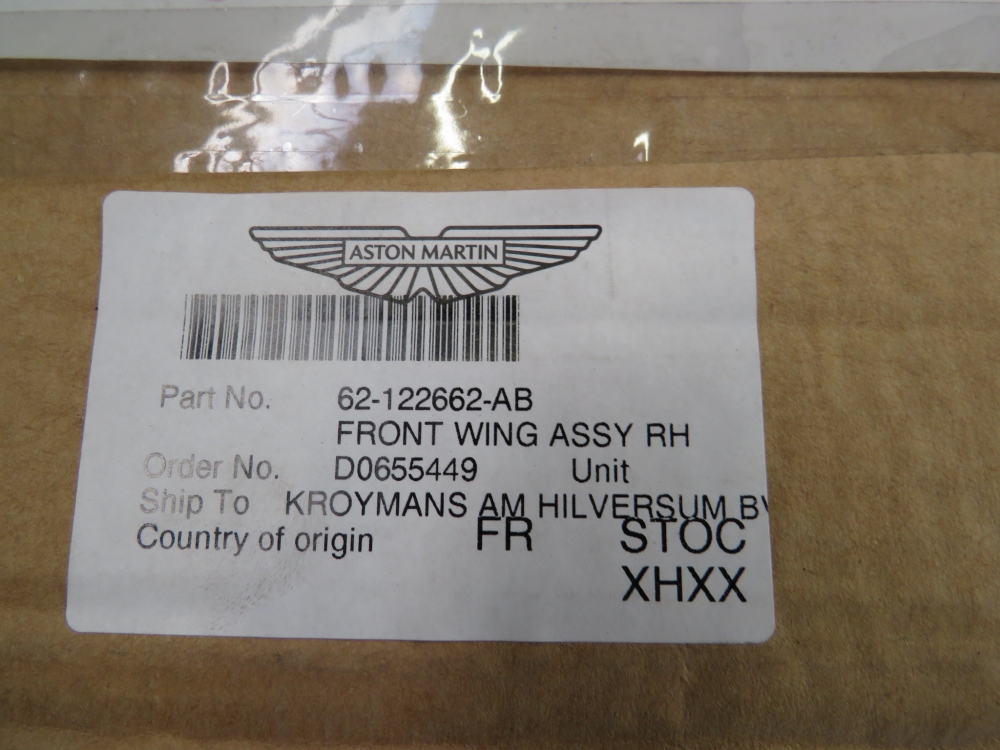 ASTON MARTIN
Part No. 62-122662-AB
FRONT WING ASSY RH
Order No. D0655449 Unit
Ship To KROYMANS AM HILVERSUM BV
Country of origin FR STOC
XHXX